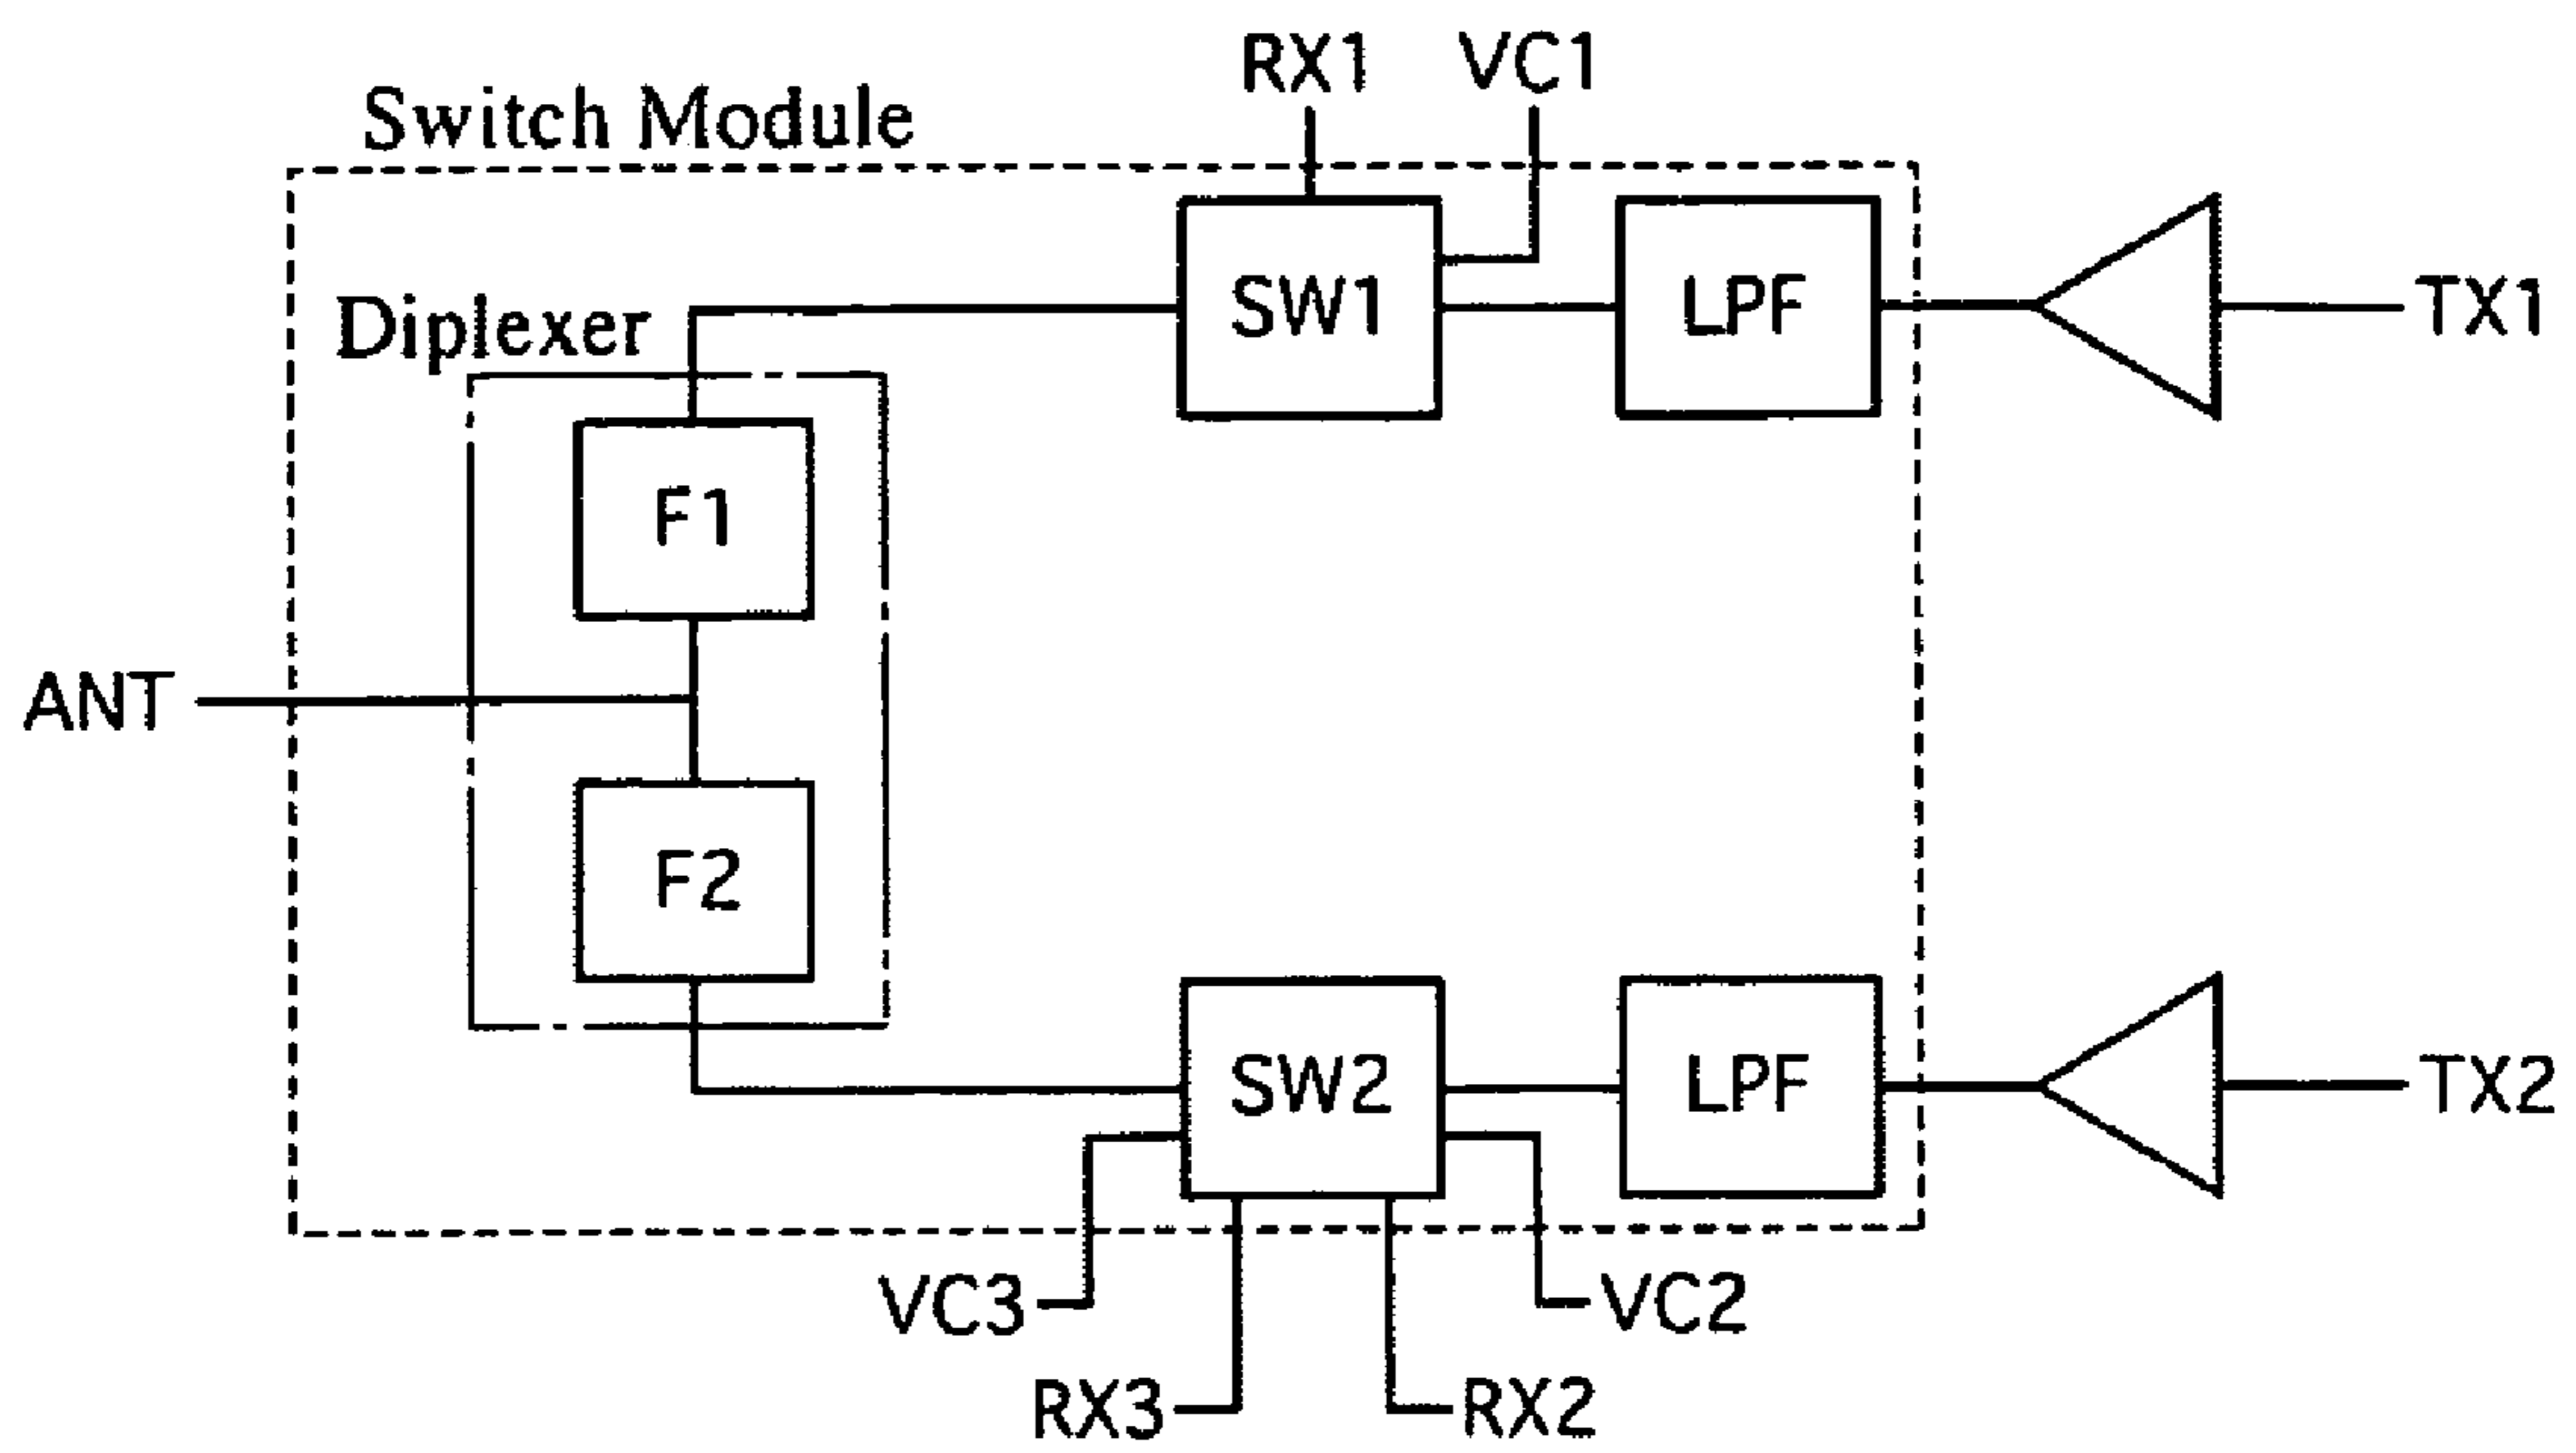 RX1 VC1
Switch Module
SW1 LPF TX1
Diplexer
F1
ANT
F2
SW2 LPF TX2
VC3 VC2
RX3 RX2